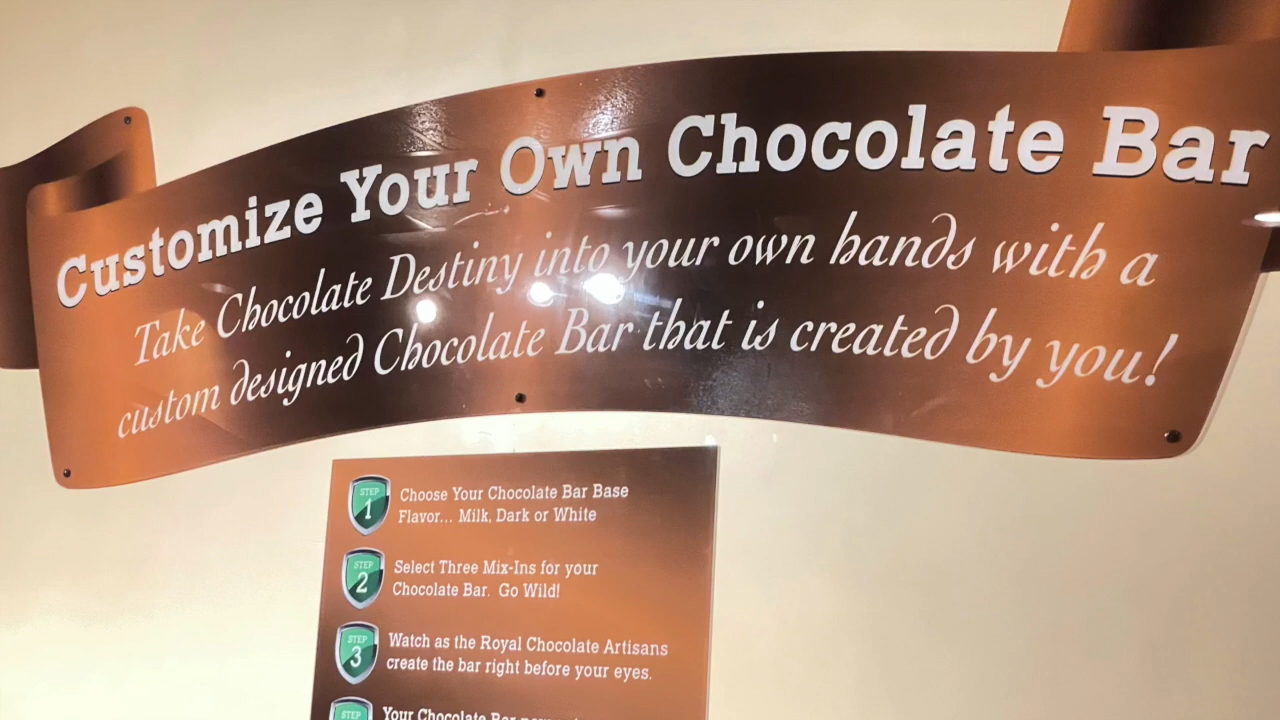 Customize Your Own Chocolate Bar
Take Chocolate Destiny into your own hands with a
custom designed Chocolate Bar that is created by you!
STEP
1
Choose Your Chocolate Bar Base
Flavor... Milk, Dark or White
STEP
2
Select Three Mix-Ins for your
Chocolate Bar. Go Wild!
STEP
3
Watch as the Royal Chocolate Artisans
create the bar right before your eyes.
STEP
Your Chocolate Bar